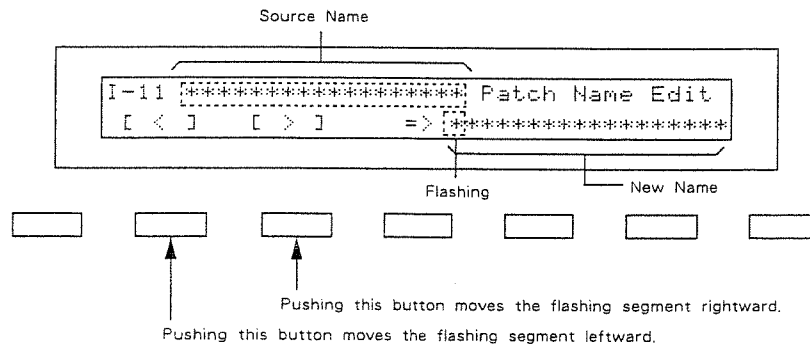 Source Name
I-11 ****************** Patch Name Edit
[ < ] [ > ] => ******************
Flashing
New Name
Pushing this button moves the flashing segment rightward.
Pushing this button moves the flashing segment leftward.